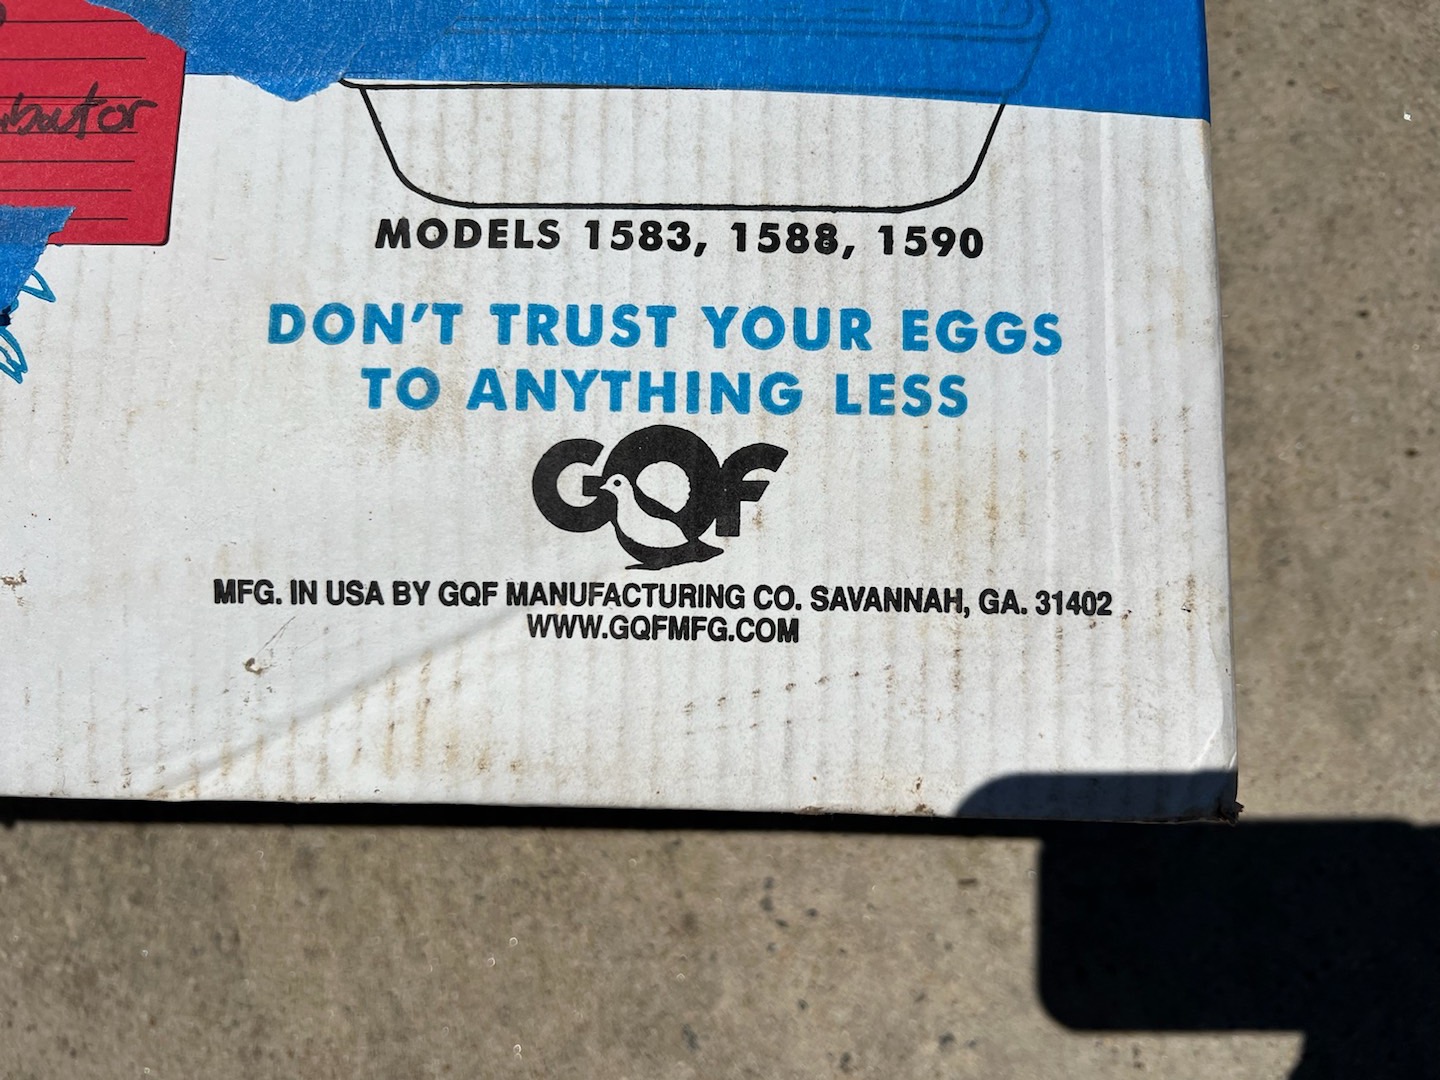 MODELS 1583, 1588, 1590
DON'T TRUST YOUR EGGS
TO ANYTHING LESS
GQF
MFG. IN USA BY GQF MANUFACTURING CO. SAVANNAH, GA. 31402
WWW.GQFMFG.COM